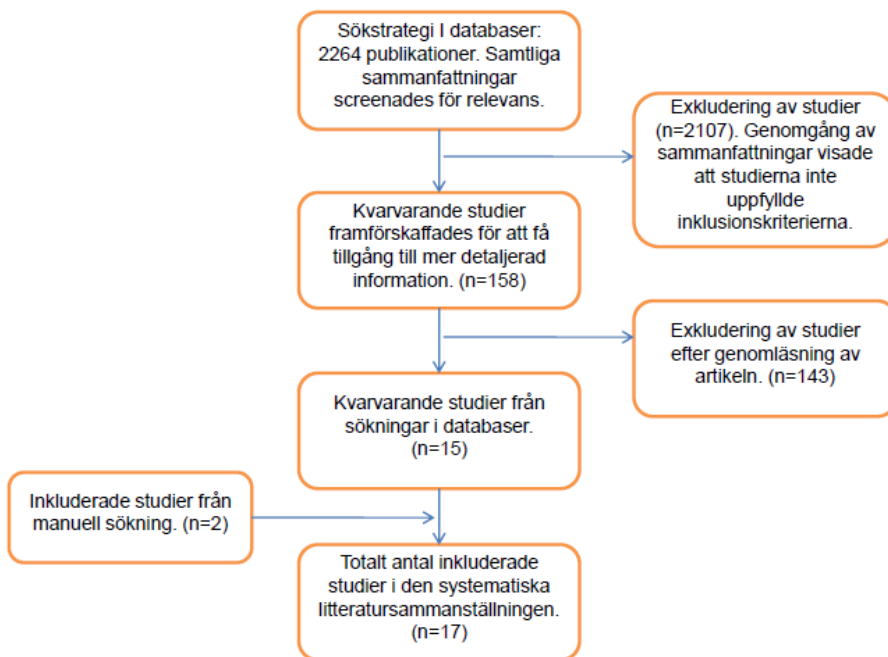 Sökstrategi I databaser:
2264 publikationer. Samtliga
sammanfattningar
screenades för relevans.
Exkludering av studier
(n=2107). Genomgång av
sammanfattningar visade
att studierna inte
uppfyllde
inklusionskriterierna.
Kvarvarande studier
framförskaffades för att få
tillgång till mer detaljerad
information. (n=158)
Exkludering av studier
efter genomläsning av
artikeln. (n=143)
Kvarvarande studier från
sökningar i databaser.
(n=15)
Inkluderade studier från
manuell sökning. (n=2)
Totalt antal inkluderade
studier i den systematiska
litteratursammanställningen.
(n=17)